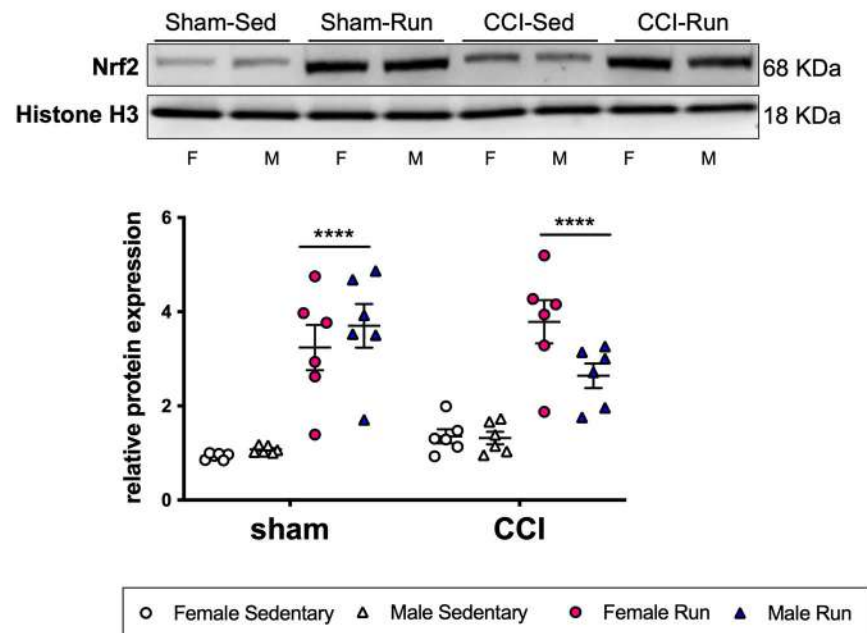 Sham-Sed Sham-Run CCI-Sed CCI-Run
Nrf2 68 KDa
Histone H3 18 KDa
F M F M F M F M
relative protein expression
6
4
2
0
**** ****
sham CCI
Female Sedentary Male Sedentary Female Run Male Run